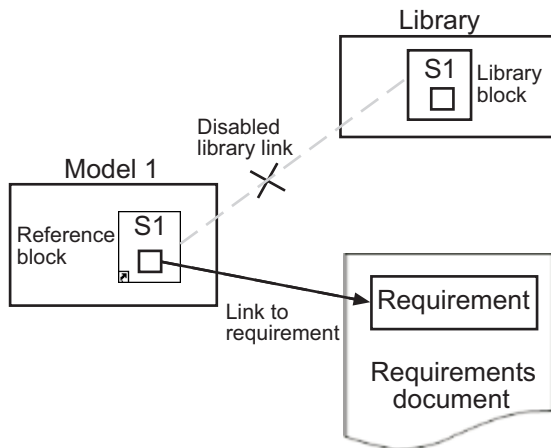 Library
S1
Library
block
Disabled
library link
Model 1
S1
Reference
block
Link to
requirement
Requirement
Requirements
document